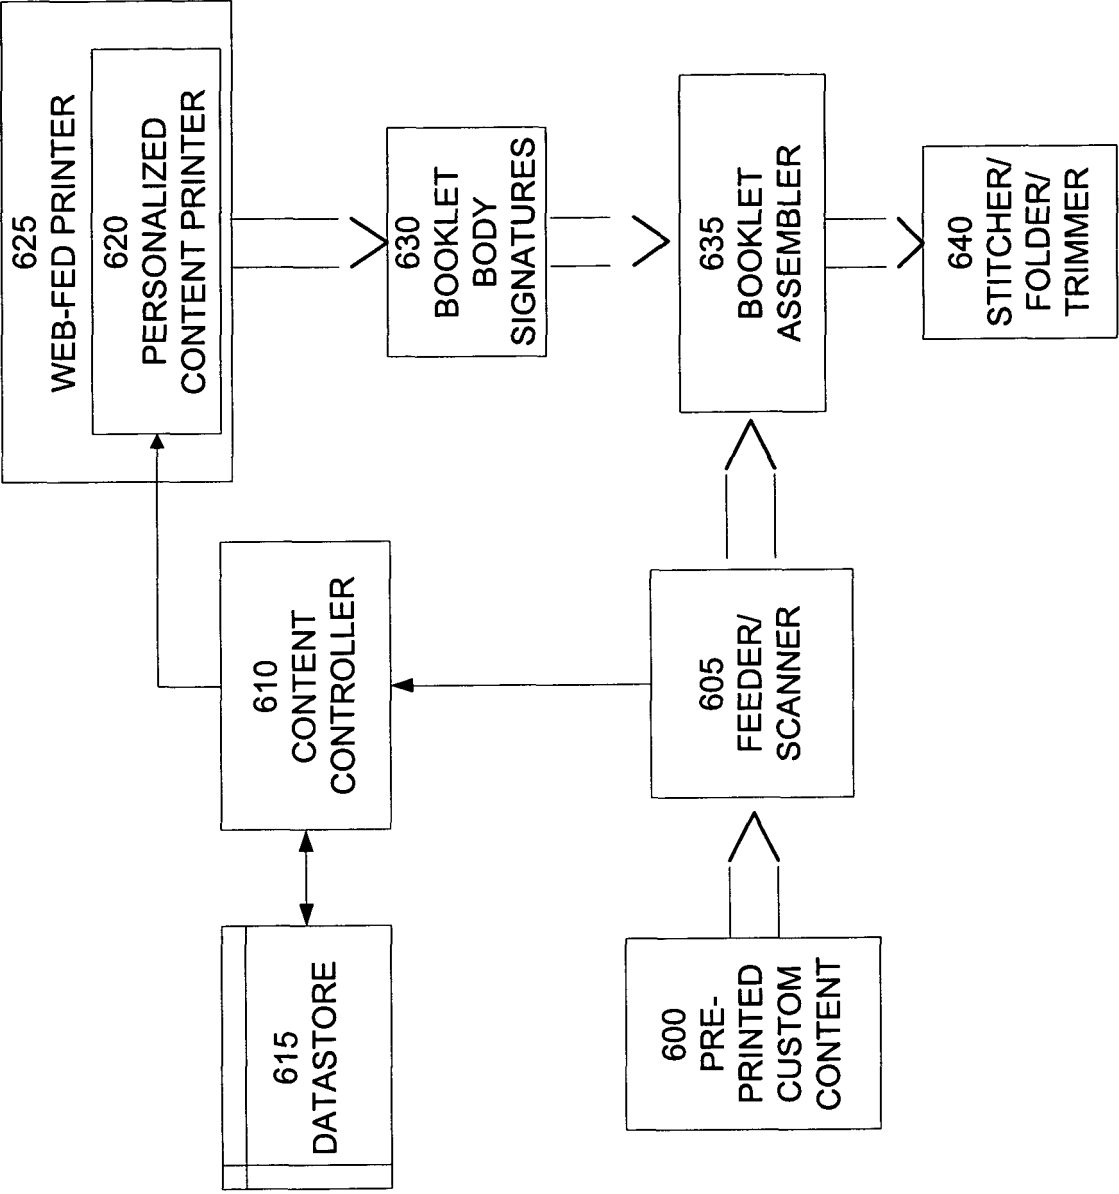 625
WEB-FED PRINTER
620
PERSONALIZED
CONTENT PRINTER
630
BOOKLET
BODY
SIGNATURES
635
BOOKLET
ASSEMBLER
640
STITCHER/
FOLDER/
TRIMMER
610
CONTENT
CONTROLLER
605
FEEDER/
SCANNER
615
DATASTORE
600
PRE-
PRINTED
CUSTOM
CONTENT